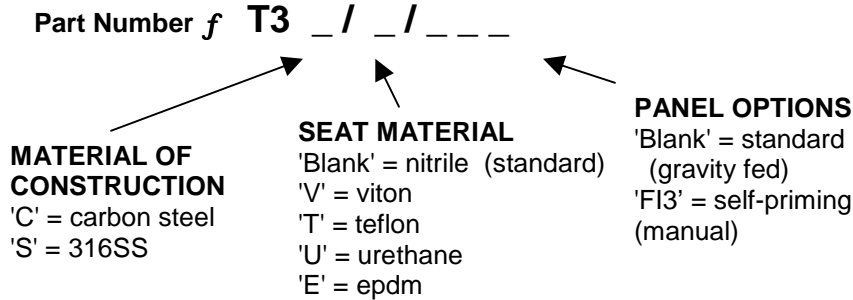 Part Number ƒ T3 _ / _ / _ _ _
MATERIAL OF
CONSTRUCTION
'C' = carbon steel
'S' = 316SS
SEAT MATERIAL
'Blank' = nitrile (standard)
'V' = viton
'T' = teflon
'U' = urethane
'E' = epdm
PANEL OPTIONS
'Blank' = standard
(gravity fed)
'FI3’ = self-priming
(manual)